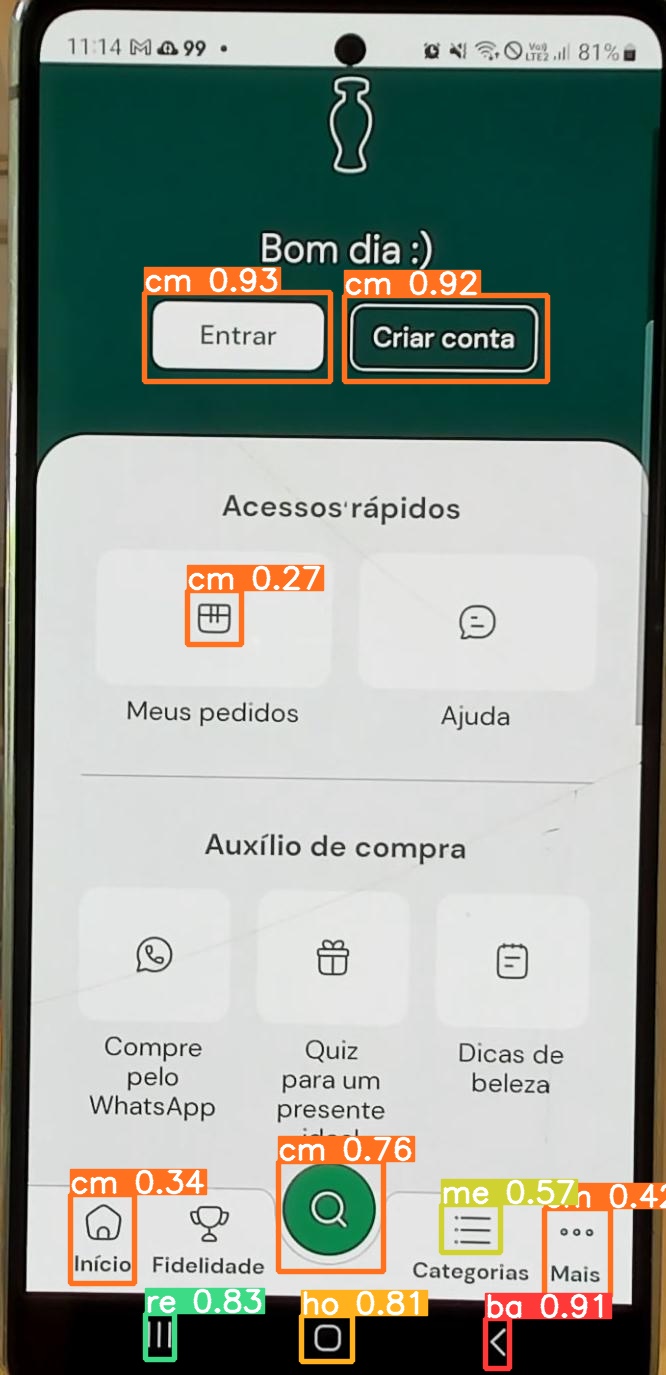 11:14 99 81%
Bom dia :)
cm 0.93 cm 0.92
Entrar Criar conta
Acessos rápidos
cm 0.27
Meus pedidos Ajuda
Auxílio de compra
Compre Quiz Dicas de
pelo para um beleza
WhatsApp presente
cm 0.76
cm 0.34 me 0.57 0.42
Início Fidelidade Categorias Mais
re 0.83 ho 0.81 ba 0.91